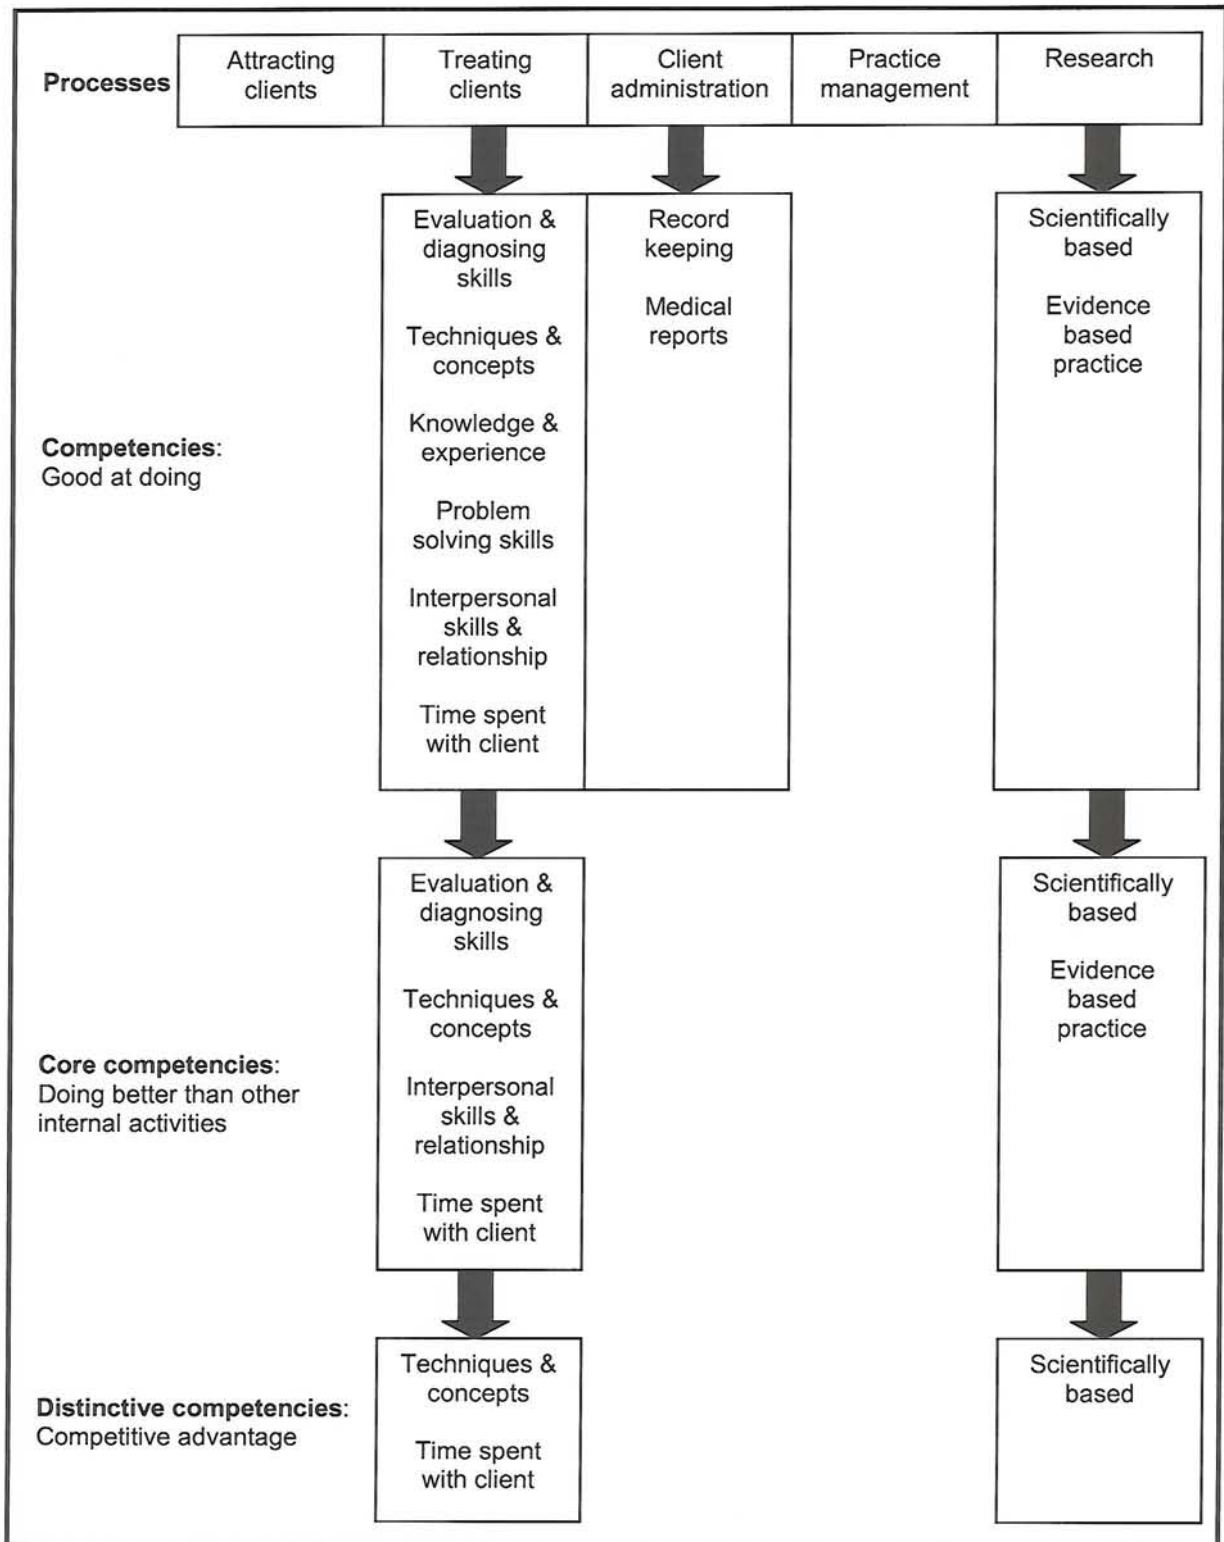 Processes
Attracting
clients
Treating
clients
Client
administration
Practice
management
Research
Competencies:
Good at doing
Evaluation &
diagnosing
skills
Techniques &
concepts
Knowledge &
experience
Problem
solving skills
Interpersonal
skills &
relationship
Time spent
with client
Record
keeping
Medical
reports
Scientifically
based
Evidence
based
practice
Core competencies:
Doing better than other
internal activities
Evaluation &
diagnosing
skills
Techniques &
concepts
Interpersonal
skills &
relationship
Time spent
with client
Scientifically
based
Evidence
based
practice
Distinctive competencies:
Competitive advantage
Techniques &
concepts
Time spent
with client
Scientifically
based